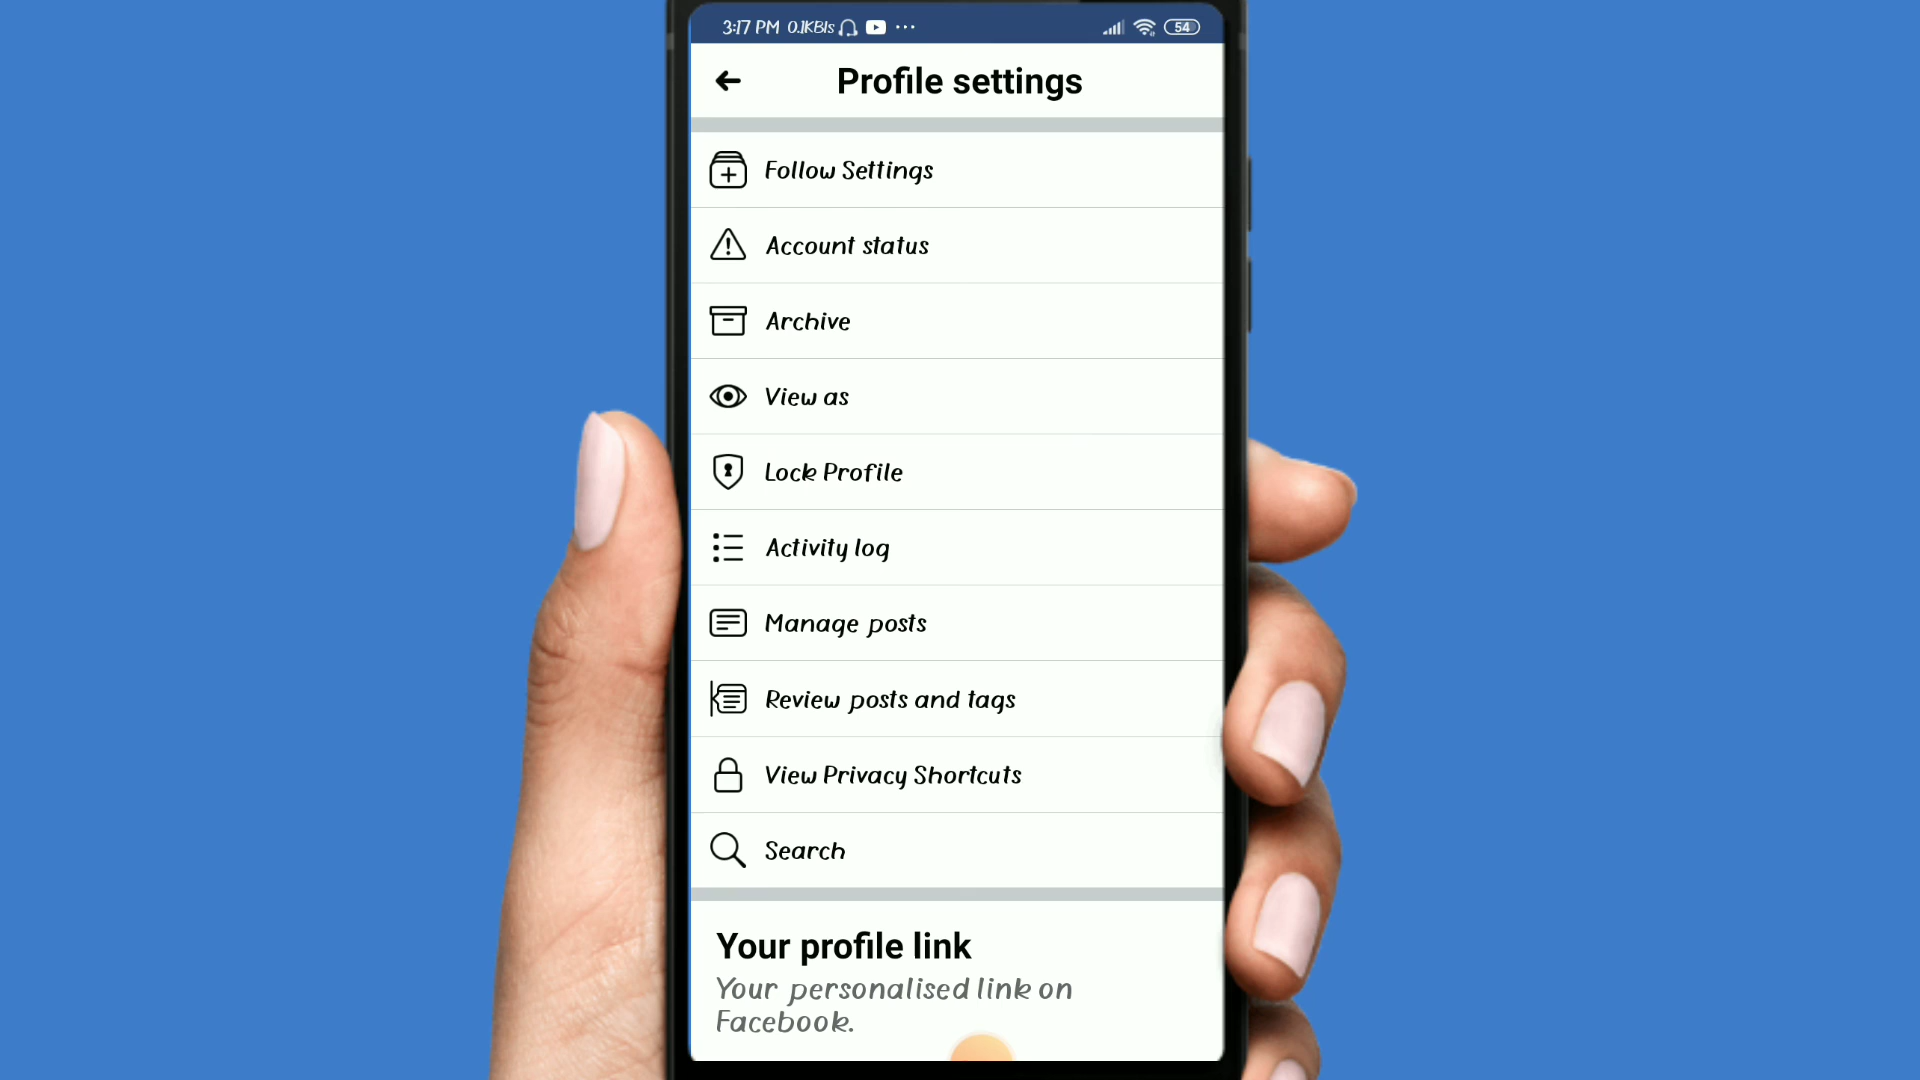 3:17 PM 0.1KB/s ... 54
Profile settings
Follow Settings
Account status
Archive
View as
Lock Profile
Activity log
Manage posts
Review posts and tags
View Privacy Shortcuts
Search
Your profile link
Your personalised link on
Facebook.